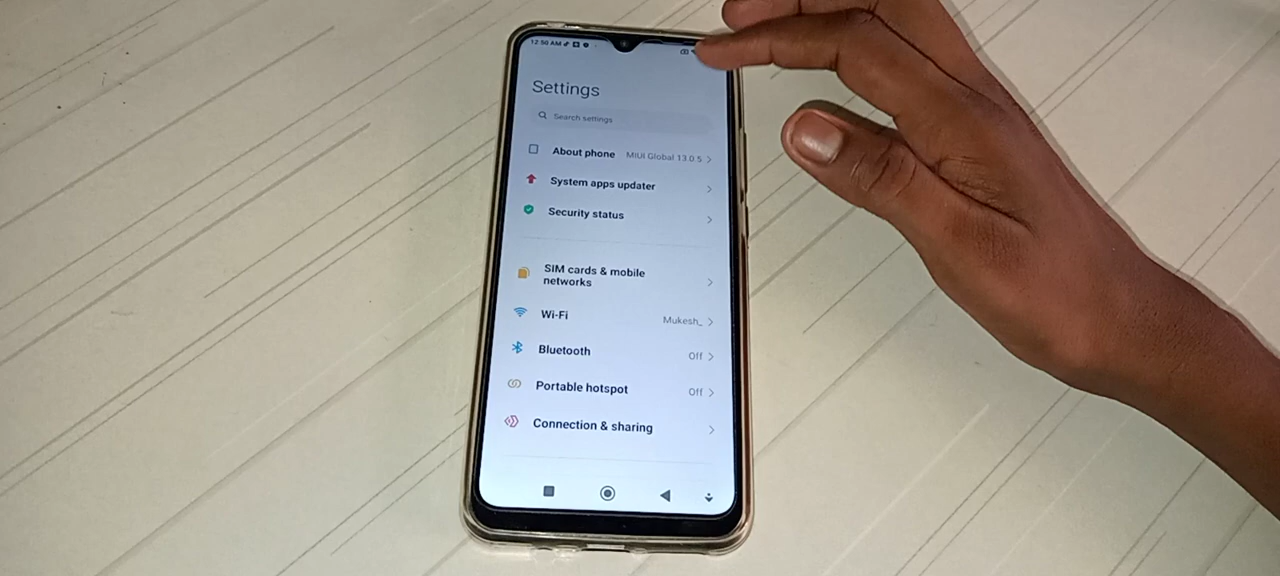 12:50 AM
Settings
Search settings
About phone MIUI Global 13.0.5
System apps updater
Security status
SIM cards & mobile
networks
Wi-Fi Mukesh_
Bluetooth Off
Portable hotspot Off
Connection & sharing